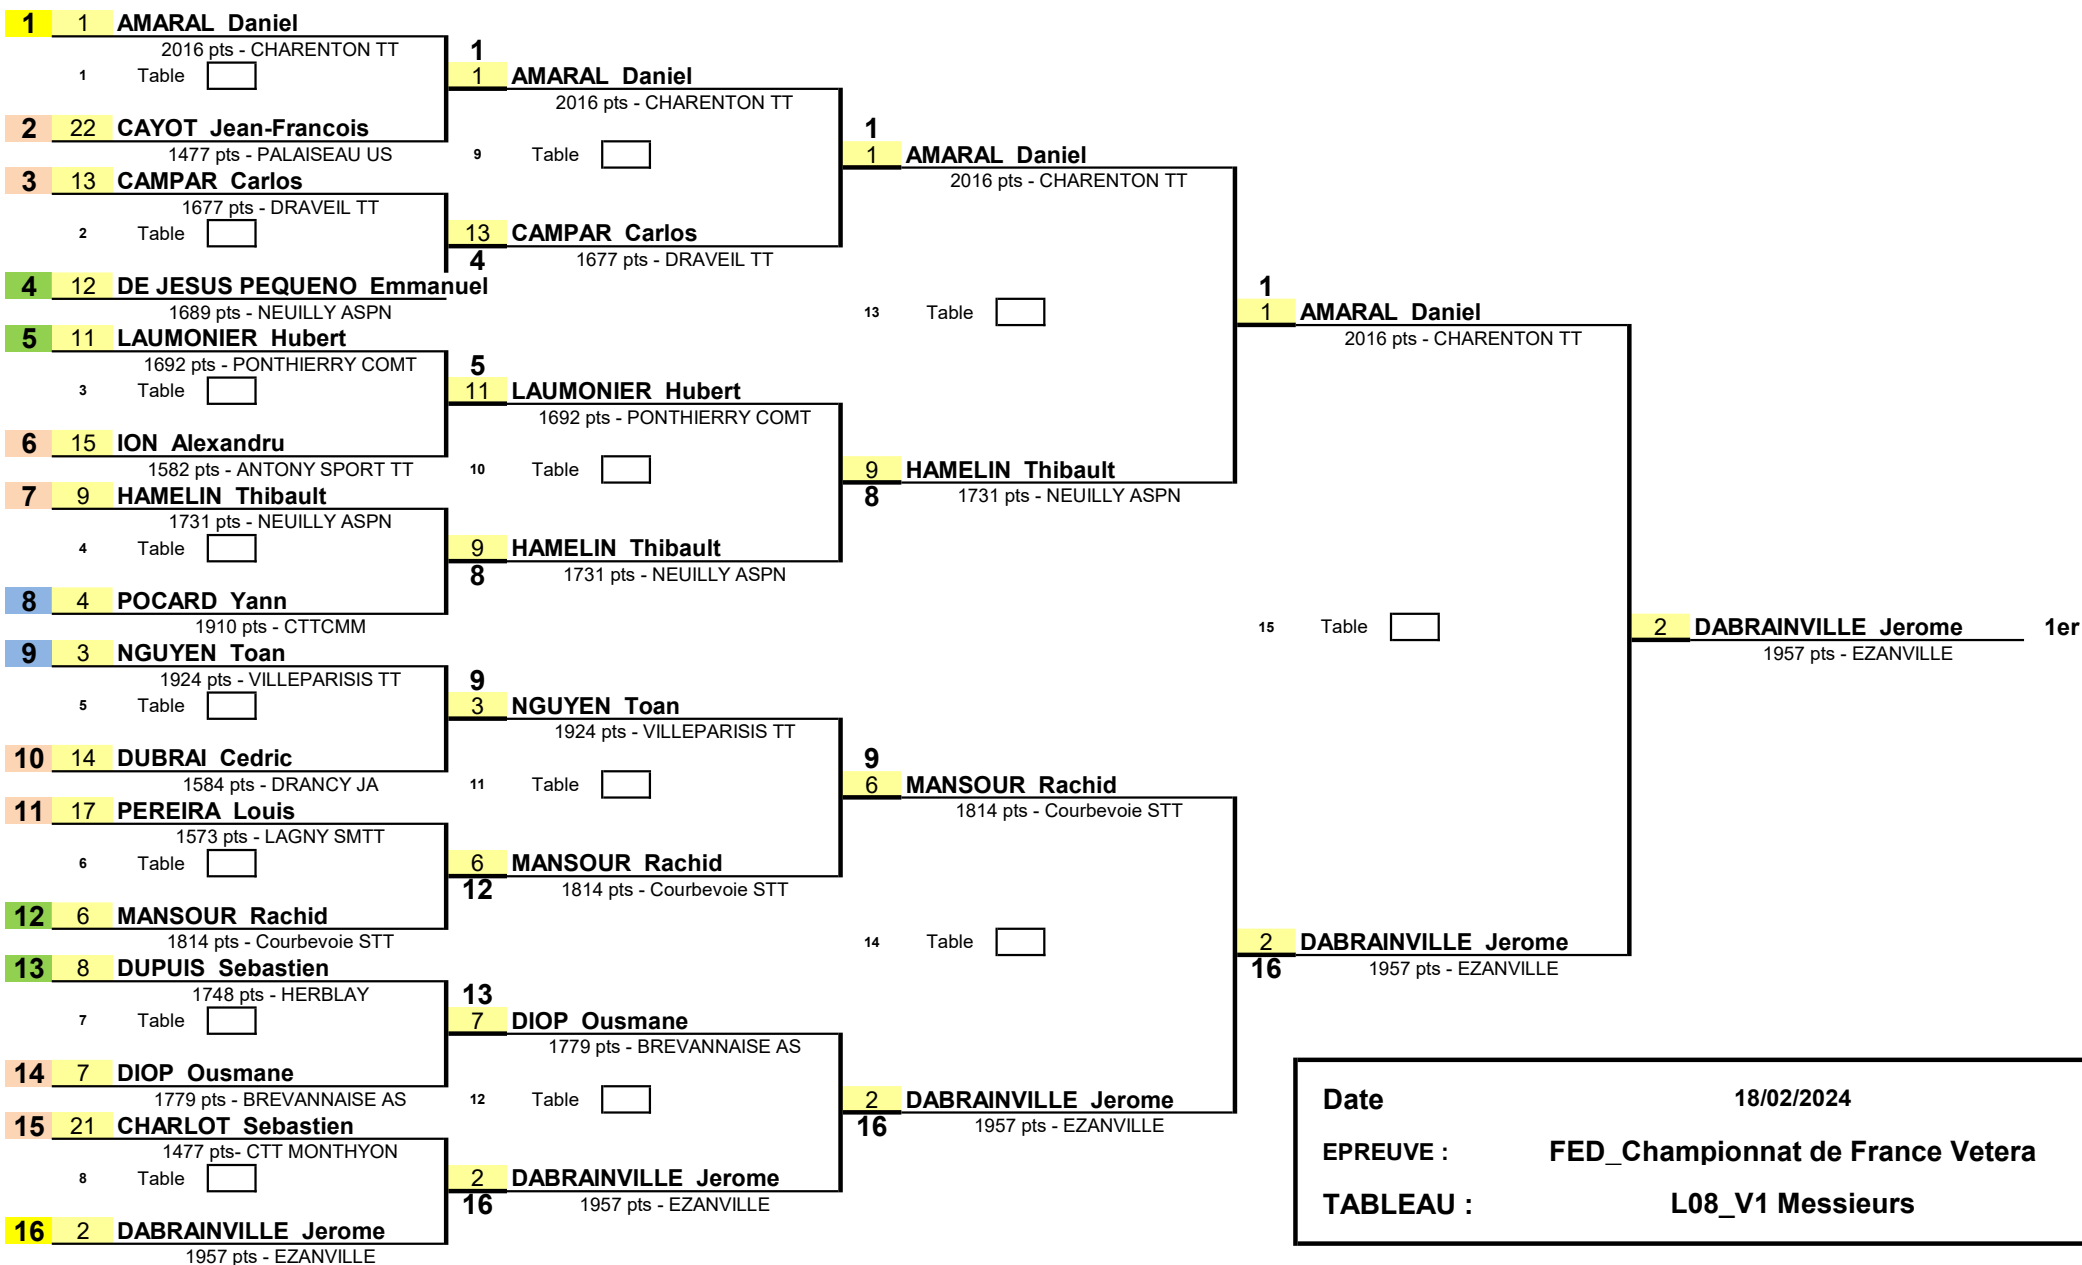 1 1 AMARAL Daniel
2016 pts - CHARENTON TT
1 Table
2 22 CAYOT Jean-Francois
1477 pts - PALAISEAU US
3 13 CAMPAR Carlos
1677 pts - DRAVEIL TT
2 Table
4 12 DE JESUS PEQUENO Emmanuel
1689 pts - NEUILLY ASPN
5 11 LAUMONIER Hubert
1692 pts - PONTHIERRY COMT
3 Table
6 15 ION Alexandru
1582 pts - ANTONY SPORT TT
7 9 HAMELIN Thibault
1731 pts - NEUILLY ASPN
4 Table
8 4 POCARD Yann
1910 pts - CTTCMM
9 3 NGUYEN Toan
1924 pts - VILLEPARISIS TT
5 Table
10 14 DUBRAI Cedric
1584 pts - DRANCY JA
11 17 PEREIRA Louis
1573 pts - LAGNY SMTT
6 Table
12 6 MANSOUR Rachid
1814 pts - Courbevoie STT
13 8 DUPUIS Sebastien
1748 pts - HERBLAY
7 Table
14 7 DIOP Ousmane
1779 pts - BREVANNAISE AS
15 21 CHARLOT Sebastien
1477 pts- CTT MONTHYON
8 Table
16 2 DABRAINVILLE Jerome
1957 pts - EZANVILLE
1
1 AMARAL Daniel
2016 pts - CHARENTON TT
9 Table
13 CAMPAR Carlos
4
1677 pts - DRAVEIL TT
5
11 LAUMONIER Hubert
1692 pts - PONTHIERRY COMT
10 Table
9 HAMELIN Thibault
8
1731 pts - NEUILLY ASPN
9
3 NGUYEN Toan
1924 pts - VILLEPARISIS TT
11 Table
6 MANSOUR Rachid
12
1814 pts - Courbevoie STT
13
7 DIOP Ousmane
1779 pts - BREVANNAISE AS
12 Table
2 DABRAINVILLE Jerome
16
1957 pts - EZANVILLE
1
1 AMARAL Daniel
2016 pts - CHARENTON TT
13 Table
9 HAMELIN Thibault
8
1731 pts - NEUILLY ASPN
9
6 MANSOUR Rachid
1814 pts - Courbevoie STT
14 Table
2 DABRAINVILLE Jerome
16
1957 pts - EZANVILLE
1
1 AMARAL Daniel
2016 pts - CHARENTON TT
15 Table
2 DABRAINVILLE Jerome
16
1957 pts - EZANVILLE
2 DABRAINVILLE Jerome 1er
1957 pts - EZANVILLE
Date 18/02/2024
EPREUVE : FED_Championnat de France Vetera
TABLEAU : L08_V1 Messieurs